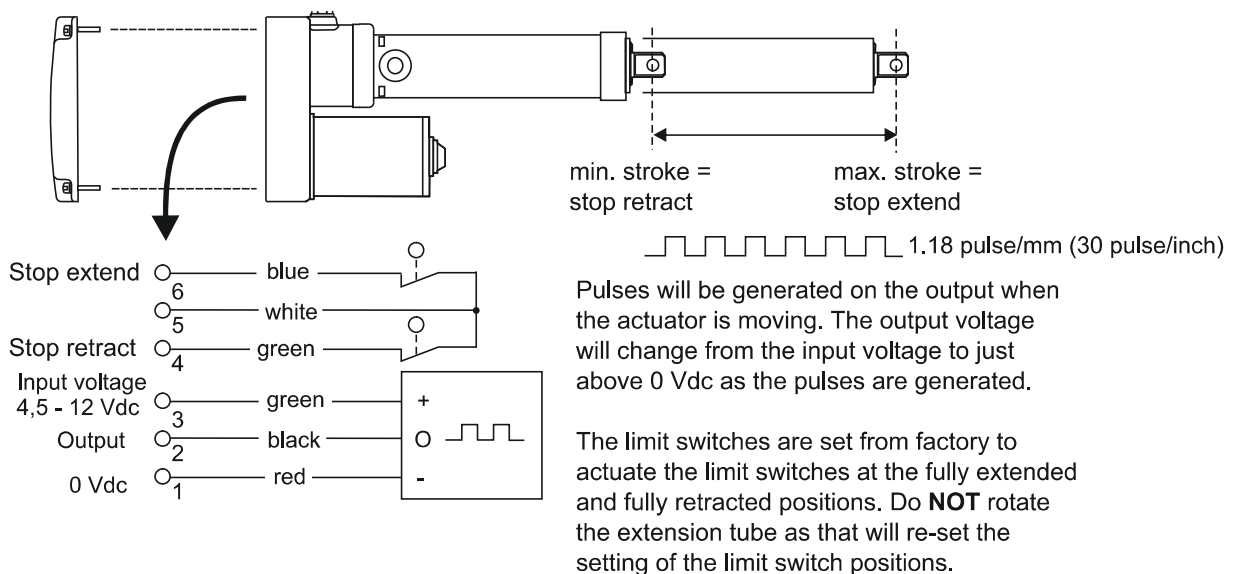 min. stroke =
stop retract
max. stroke =
stop extend
1.18 pulse/mm (30 pulse/inch)
Stop extend
6
blue
5
white
Stop retract
4
green
Input voltage
4,5 - 12 Vdc
3
green
+
Output
2
black
O
0 Vdc
1
red
-
Pulses will be generated on the output when
the actuator is moving. The output voltage
will change from the input voltage to just
above 0 Vdc as the pulses are generated.
The limit switches are set from factory to
actuate the limit switches at the fully extended
and fully retracted positions. Do NOT rotate
the extension tube as that will re-set the
setting of the limit switch positions.